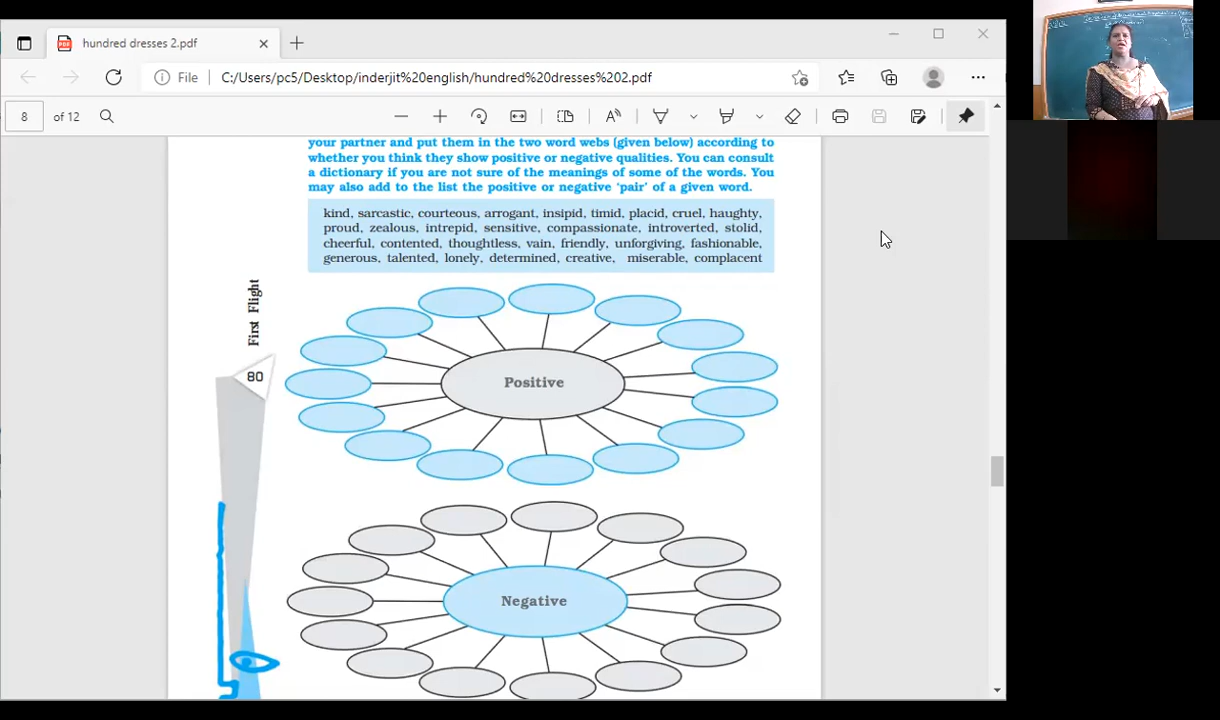 hundred dresses 2.pdf
File C:/Users/pc5/Desktop/inderjit%20english/hundred%20dresses%202.pdf
8 of 12
your partner and put them in the two word webs (given below) according to
whether you think they show positive or negative qualities. You can consult
a dictionary if you are not sure of the meanings of some of the words. You
may also add to the list the positive or negative ‘pair’ of a given word.
kind, sarcastic, courteous, arrogant, insipid, timid, placid, cruel, haughty,
proud, zealous, intrepid, sensitive, compassionate, introverted, stolid,
cheerful, contented, thoughtless, vain, friendly, unforgiving, fashionable,
generous, talented, lonely, determined, creative, miserable, complacent
First Flight
80
Positive
Negative